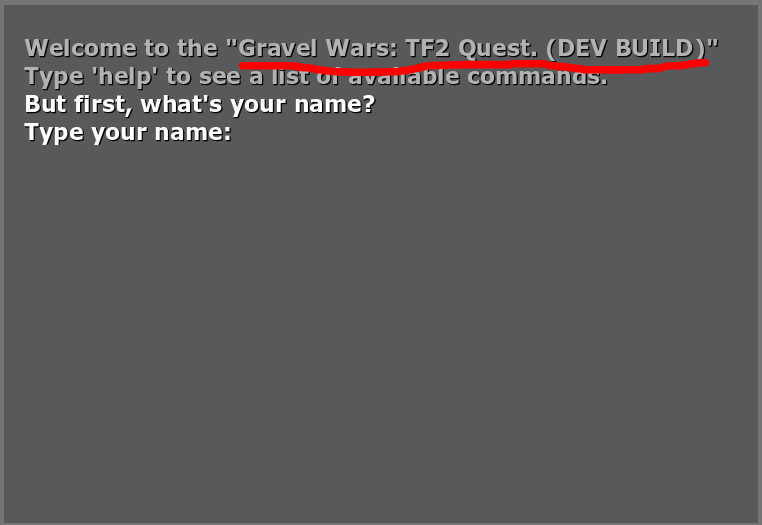 Welcome to the "Gravel Wars: TF2 Quest. (DEV BUILD)"
Type 'help' to see a list of available commands.
But first, what's your name?
Type your name: